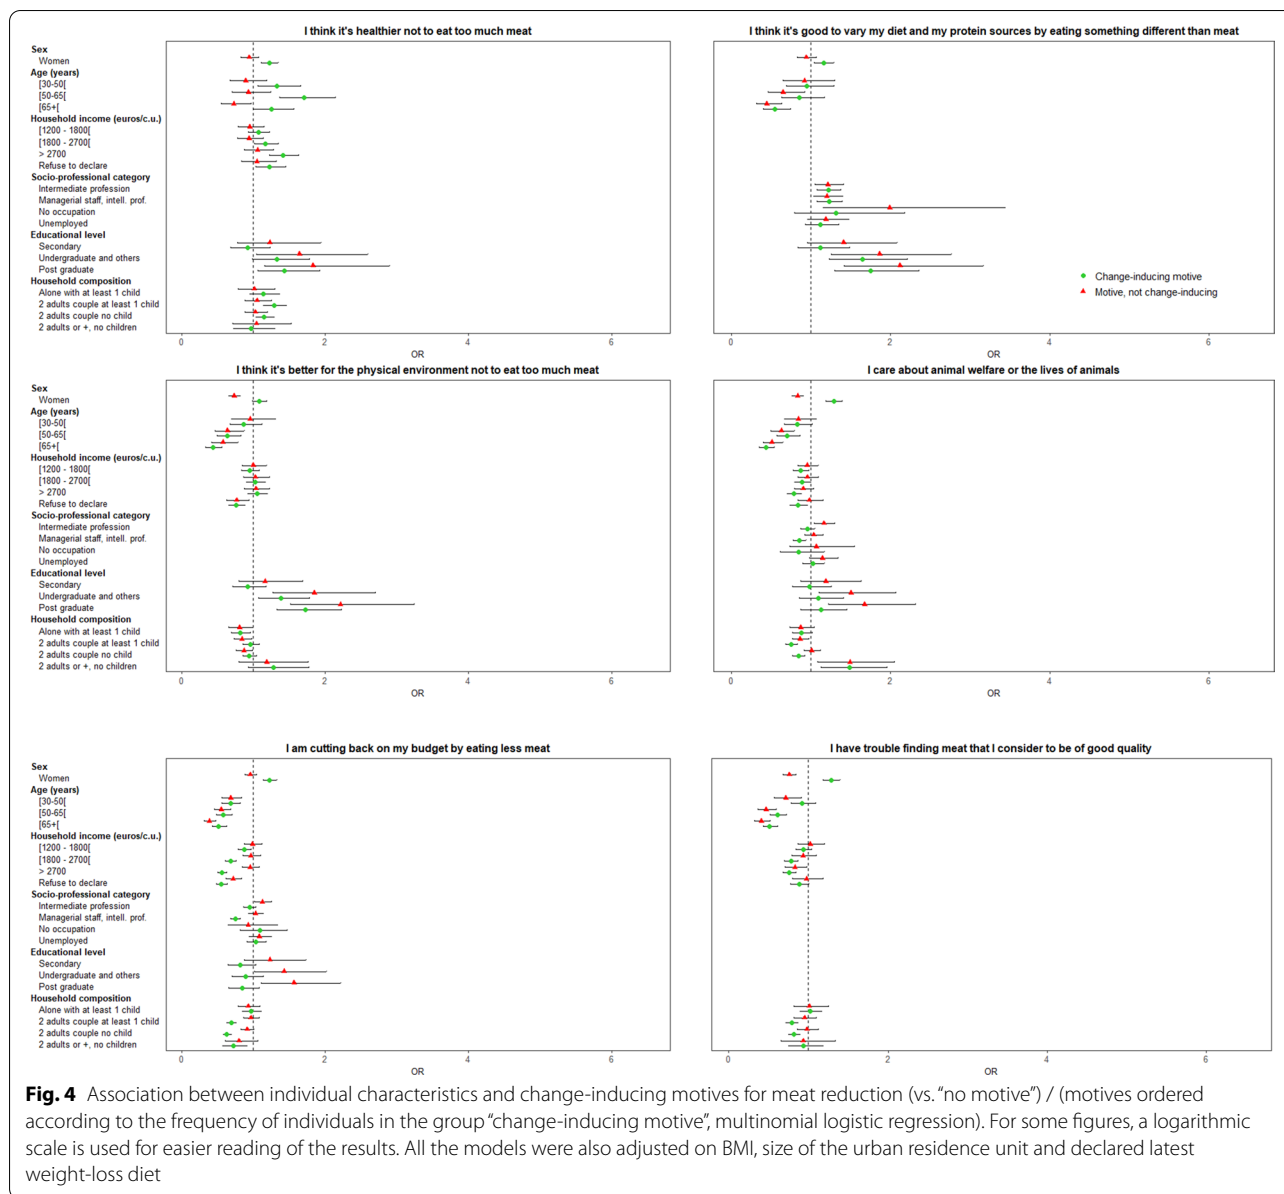 I think it's healthier not to eat too much meat
Sex
Women
Age (years)
[30-50[
[50-65[
[65+[
Household income (euros/c.u.)
[1200 - 1800[
[1800 - 2700[
> 2700
Refuse to declare
Socio-professional category
Intermediate profession
Managerial staff, intell. prof.
No occupation
Unemployed
Educational level
Secondary
Undergraduate and others
Post graduate
Household composition
Alone with at least 1 child
2 adults couple at least 1 child
2 adults couple no child
2 adults or +, no children
0 2 4 6
OR
I think it's good to vary my diet and my protein sources by eating something different than meat
Change-inducing motive
Motive, not change-inducing
0 2 4 6
OR
I think it's better for the physical environment not to eat too much meat
Sex
Women
Age (years)
[30-50[
[50-65[
[65+[
Household income (euros/c.u.)
[1200 - 1800[
[1800 - 2700[
> 2700
Refuse to declare
Socio-professional category
Intermediate profession
Managerial staff, intell. prof.
No occupation
Unemployed
Educational level
Secondary
Undergraduate and others
Post graduate
Household composition
Alone with at least 1 child
2 adults couple at least 1 child
2 adults couple no child
2 adults or +, no children
0 2 4 6
OR
I care about animal welfare or the lives of animals
0 2 4 6
OR
I am cutting back on my budget by eating less meat
Sex
Women
Age (years)
[30-50[
[50-65[
[65+[
Household income (euros/c.u.)
[1200 - 1800[
[1800 - 2700[
> 2700
Refuse to declare
Socio-professional category
Intermediate profession
Managerial staff, intell. prof.
No occupation
Unemployed
Educational level
Secondary
Undergraduate and others
Post graduate
Household composition
Alone with at least 1 child
2 adults couple at least 1 child
2 adults couple no child
2 adults or +, no children
0 2 4 6
OR
I have trouble finding meat that I consider to be of good quality
0 2 4 6
OR
Fig. 4 Association between individual characteristics and change-inducing motives for meat reduction (vs. “no motive”) / (motives ordered
according to the frequency of individuals in the group “change-inducing motive”, multinomial logistic regression). For some figures, a logarithmic
scale is used for easier reading of the results. All the models were also adjusted on BMI, size of the urban residence unit and declared latest
weight-loss diet